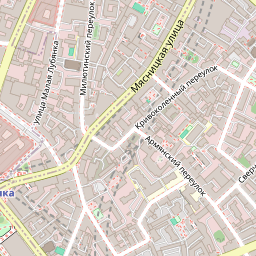 Мясницкая улица
улица Малая Лубянка
Милютинский переулок
Кривоколенный переулок
Армянский переулок